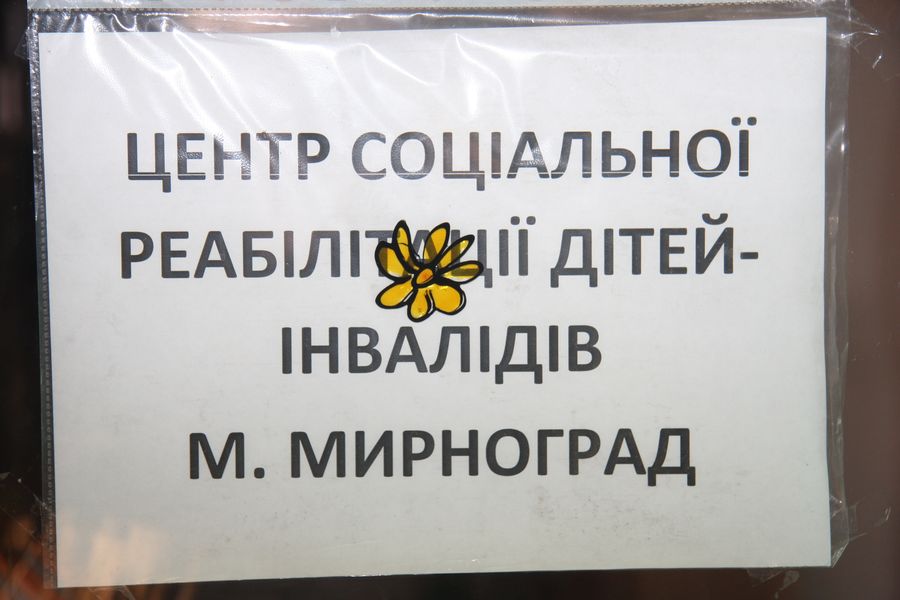 ЦЕНТР СОЦІАЛЬНОЇ
РЕАБІЛІТАЦІЇ ДІТЕЙ-
ІНВАЛІДІВ
М. МИРНОГРАД